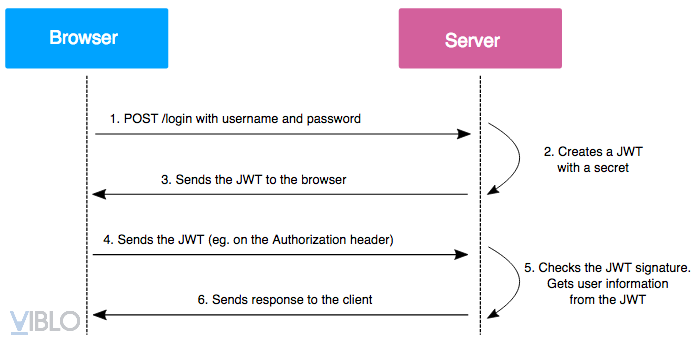 Browser
Server
1. POST /login with username and password
2. Creates a JWT
with a secret
3. Sends the JWT to the browser
4. Sends the JWT (eg. on the Authorization header)
5. Checks the JWT signature.
Gets user information
from the JWT
6. Sends response to the client
VIBLO